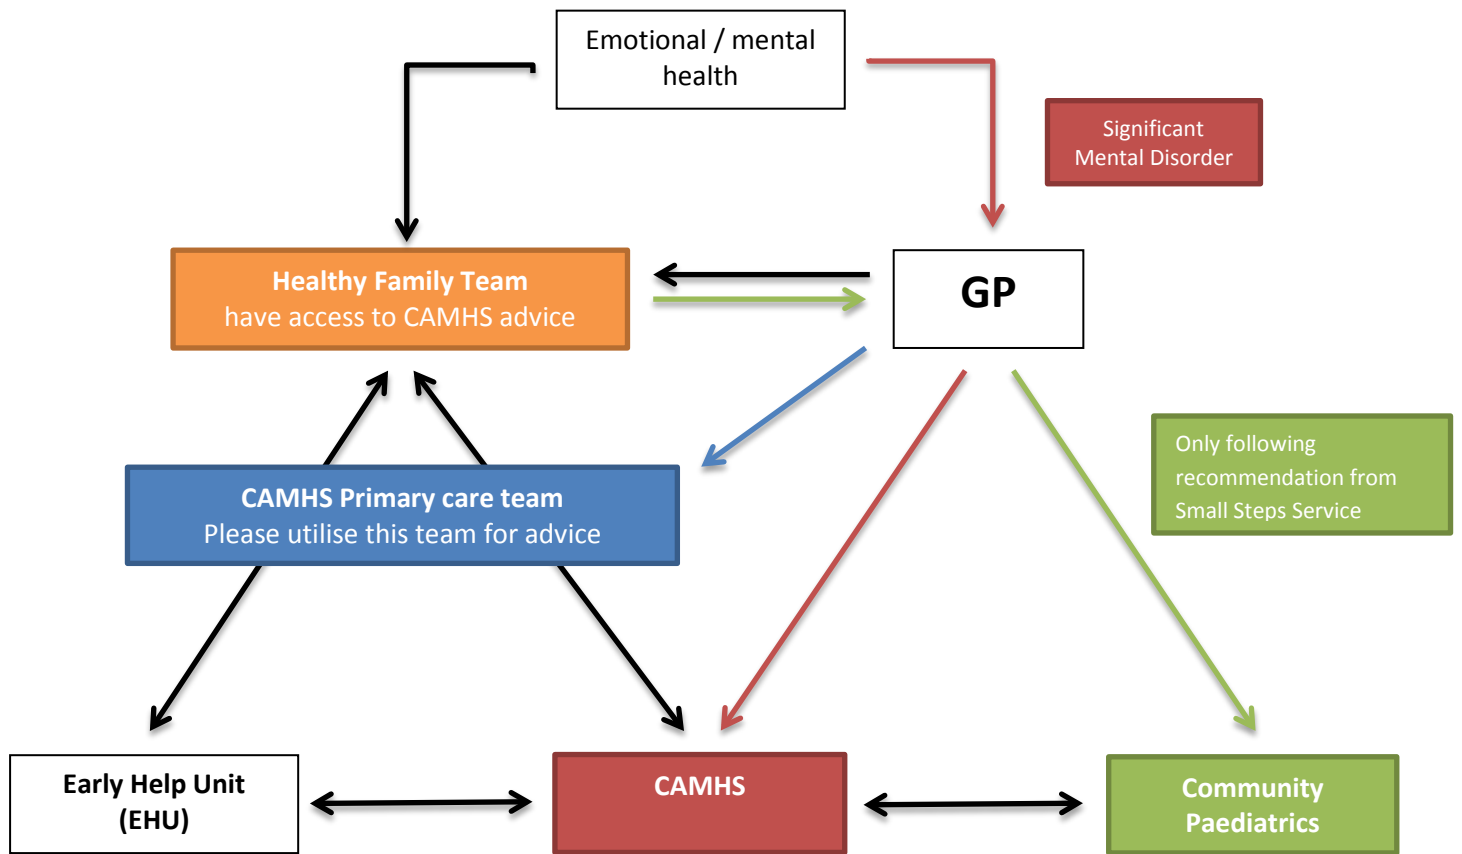 Emotional / mental
health
Significant
Mental Disorder
Healthy Family Team
have access to CAMHS advice
GP
Only following
recommendation from
Small Steps Service
CAMHS Primary care team
Please utilise this team for advice
Early Help Unit
(EHU)
CAMHS
Community
Paediatrics